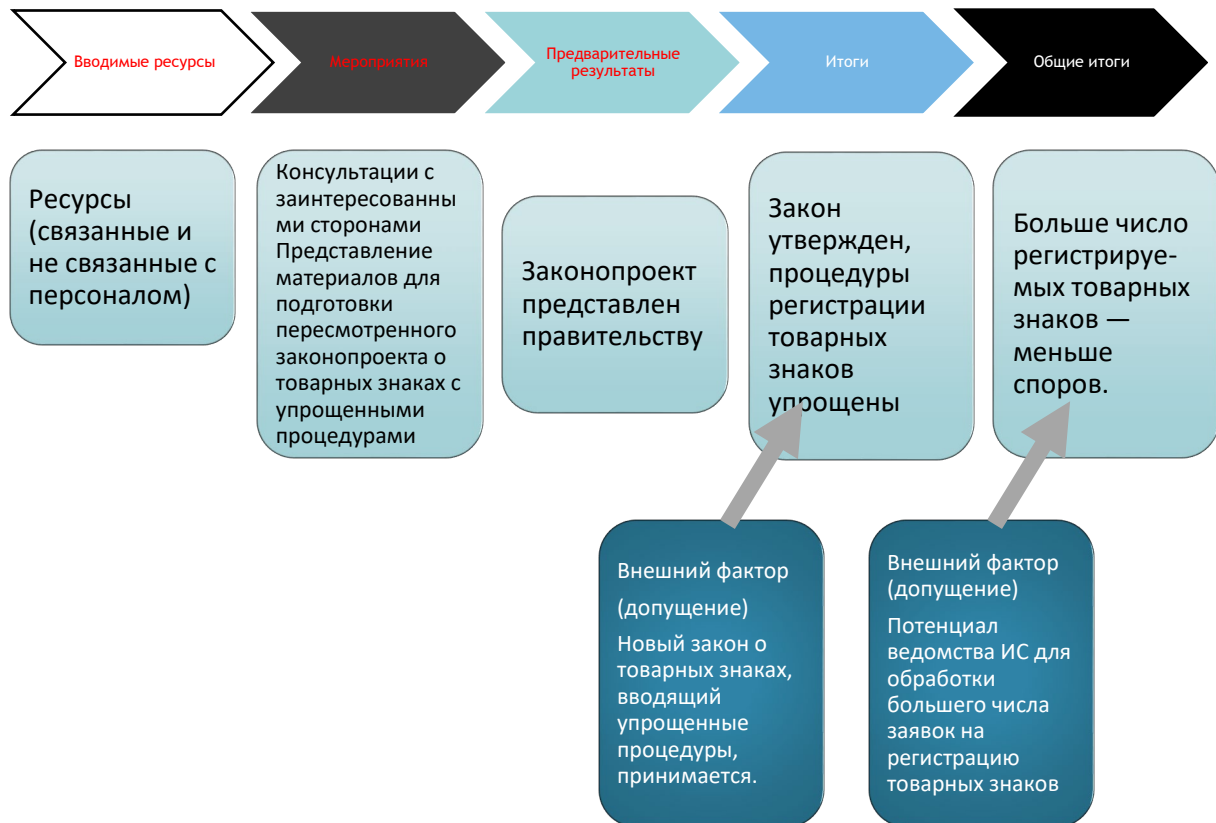 Вводимые ресурсы
Мероприятия
Предварительные
результаты
Итоги
Общие итоги
Ресурсы
(связанные и
не связанные с
персоналом)
Консультации с
заинтересованны
ми сторонами
Представление
материалов для
подготовки
пересмотренного
законопроекта о
товарных знаках с
упрощенными
процедурами
Законопроект
представлен
правительству
Закон
утвержден,
процедуры
регистрации
товарных
знаков
упрощены
Больше число
регистрируе-
мых товарных
знаков —
меньше
споров.
Внешний фактор
(допущение)
Новый закон о
товарных знаках,
вводящий
упрощенные
процедуры,
принимается.
Внешний фактор
(допущение)
Потенциал
ведомства ИС для
обработки
большего числа
заявок на
регистрацию
товарных знаков